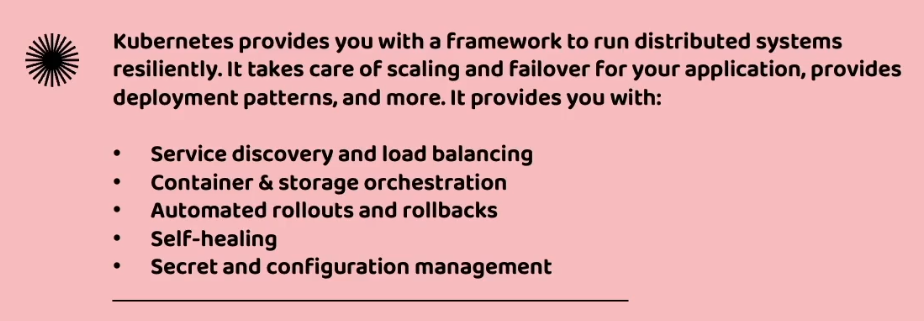 Kubernetes provides you with a framework to run distributed systems
resiliently. It takes care of scaling and failover for your application, provides
deployment patterns, and more. It provides you with:
• Service discovery and load balancing
• Container & storage orchestration
• Automated rollouts and rollbacks
• Self-healing
• Secret and configuration management